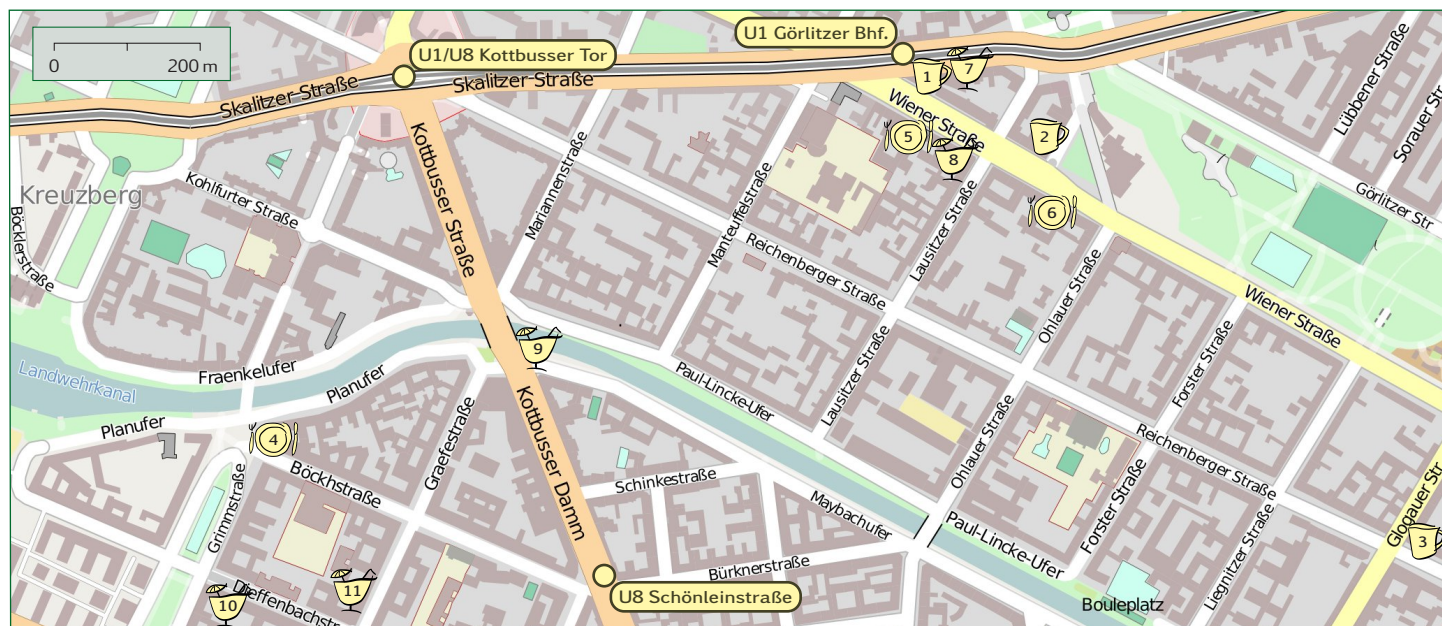 U1 Görlitzer Bhf.
U1/U8 Kottbusser Tor
0 200 m
Skalitzer Straße
Skalitzer Straße
1
7
Lübbener Straße
Sorauer Str
Wiener Straße
5
2
8
Kottbusser Straße
Mariannenstraße
Manteuffelstraße
Kreuzberg
Kohlfurter Straße
Böcklerstraße
Lausitzer Straße
6
Görlitzer Str
Reichenberger Straße
Ohlauer Straße
Wiener Straße
9
Landwehrkanal
Fraenkelufer
Planufer
Planufer
Paul-Lincke-Ufer
Lausitzer Straße
Forster Straße
4
Graefestraße
Kottbusser Damm
Böckhstraße
Grimmstraße
Schinkestraße
Maybachufer
Ohlauer Straße
Reichenberger Straße
Forster Straße
Glogauer Str
3
Paul-Lincke-Ufer
Liegnitzer Straße
Bürknerstraße
U8 Schönleinstraße
Bouleplatz
Dieffenbachstr
10
11